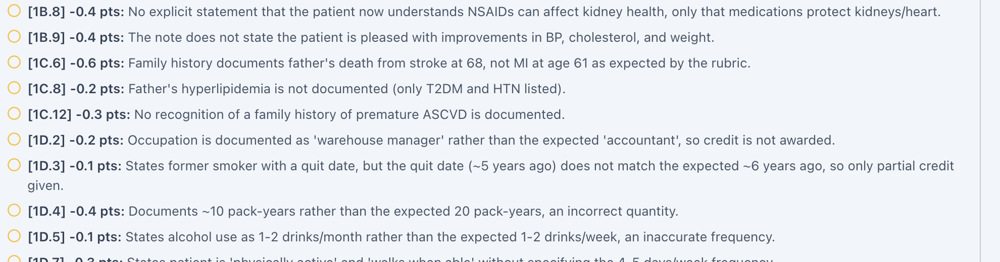 [1B.8] -0.4 pts: No explicit statement that the patient now understands NSAIDs can affect kidney health, only that medications protect kidneys/heart.
[1B.9] -0.4 pts: The note does not state the patient is pleased with improvements in BP, cholesterol, and weight.
[1C.6] -0.6 pts: Family history documents father's death from stroke at 68, not MI at age 61 as expected by the rubric.
[1C.8] -0.2 pts: Father's hyperlipidemia is not documented (only T2DM and HTN listed).
[1C.12] -0.3 pts: No recognition of a family history of premature ASCVD is documented.
[1D.2] -0.2 pts: Occupation is documented as 'warehouse manager' rather than the expected 'accountant', so credit is not awarded.
[1D.3] -0.1 pts: States former smoker with a quit date, but the quit date (~5 years ago) does not match the expected ~6 years ago, so only partial credit
given.
[1D.4] -0.4 pts: Documents ~10 pack-years rather than the expected 20 pack-years, an incorrect quantity.
[1D.5] -0.1 pts: States alcohol use as 1-2 drinks/month rather than the expected 1-2 drinks/week, an inaccurate frequency.
[1D.7] -0.3 pts: States patient is 'physically active' and 'walks when able' without specifying the 4-5 days/week frequency.